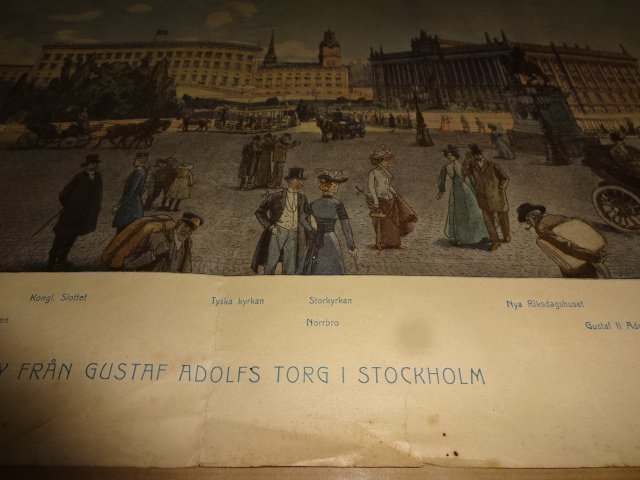 Kongl. Slottet Tyska kyrkan Storkyrkan Nya Riksdagshuset
Norrbro Gustaf II Ado
Y FRÅN GUSTAF ADOLFS TORG I STOCKHOLM